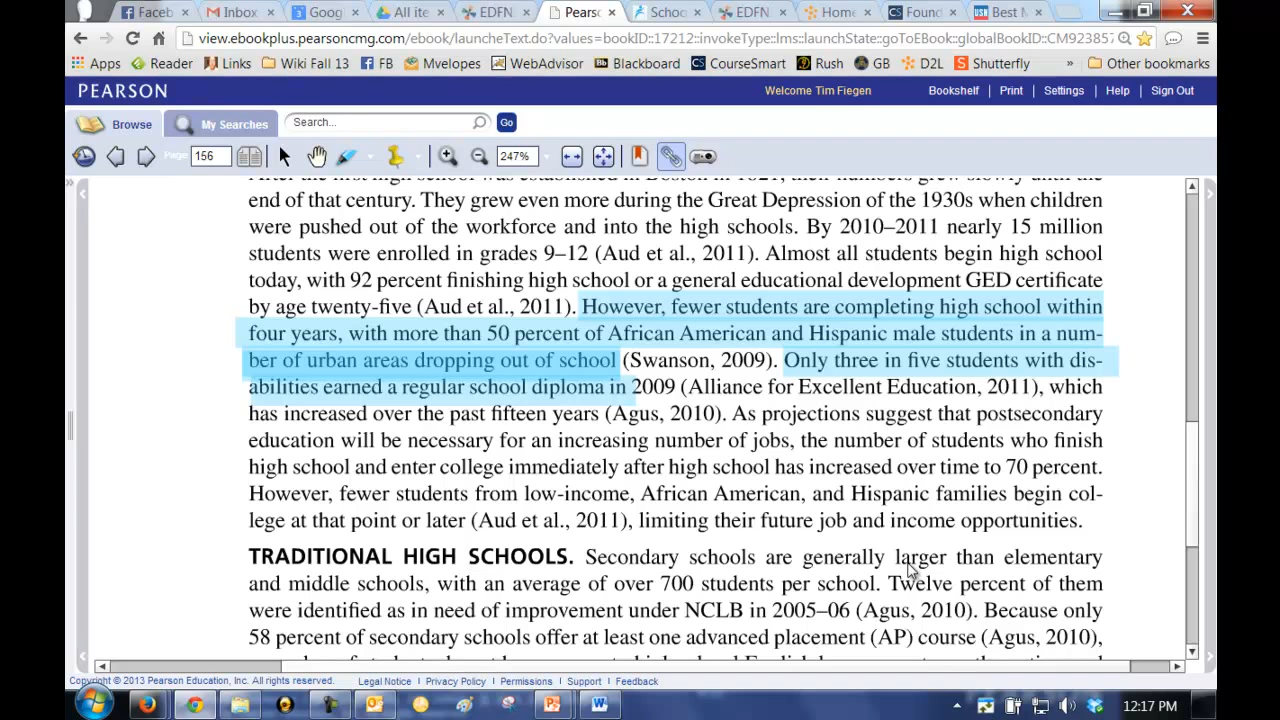 Faceb
Inbox
Goog
All ite
EDFN
Pearso
Schoo
EDFN
Home
CS Found
Best M
view.ebookplus.pearsoncmg.com/ebook/launcheText.do?values=bookID::17212::invokeType::lms::launchState::goToEBook::globalBookID::CM923857
Apps
Reader
Links
Wiki Fall 13
FB
Mvelopes
WebAdvisor
Bb Blackboard
CS CourseSmart
Rush
GB
D2L
S Shutterfly
»
Other bookmarks
PEARSON
Welcome Tim Fiegen
Bookshelf | Print | Settings | Help | Sign Out
Browse
My Searches
Search...
Go
Page 156
247%
end of that century. They grew even more during the Great Depression of the 1930s when children
were pushed out of the workforce and into the high schools. By 2010–2011 nearly 15 million
students were enrolled in grades 9–12 (Aud et al., 2011). Almost all students begin high school
today, with 92 percent finishing high school or a general educational development GED certificate
by age twenty-five (Aud et al., 2011). However, fewer students are completing high school within
four years, with more than 50 percent of African American and Hispanic male students in a num-
ber of urban areas dropping out of school (Swanson, 2009). Only three in five students with dis-
abilities earned a regular school diploma in 2009 (Alliance for Excellent Education, 2011), which
has increased over the past fifteen years (Agus, 2010). As projections suggest that postsecondary
education will be necessary for an increasing number of jobs, the number of students who finish
high school and enter college immediately after high school has increased over time to 70 percent.
However, fewer students from low-income, African American, and Hispanic families begin col-
lege at that point or later (Aud et al., 2011), limiting their future job and income opportunities.
TRADITIONAL HIGH SCHOOLS. Secondary schools are generally larger than elementary
and middle schools, with an average of over 700 students per school. Twelve percent of them
were identified as in need of improvement under NCLB in 2005–06 (Agus, 2010). Because only
58 percent of secondary schools offer at least one advanced placement (AP) course (Agus, 2010),
Copyright © 2013 Pearson Education, Inc. All rights reserved.
Legal Notice | Privacy Policy | Permissions | Support | Feedback
12:17 PM